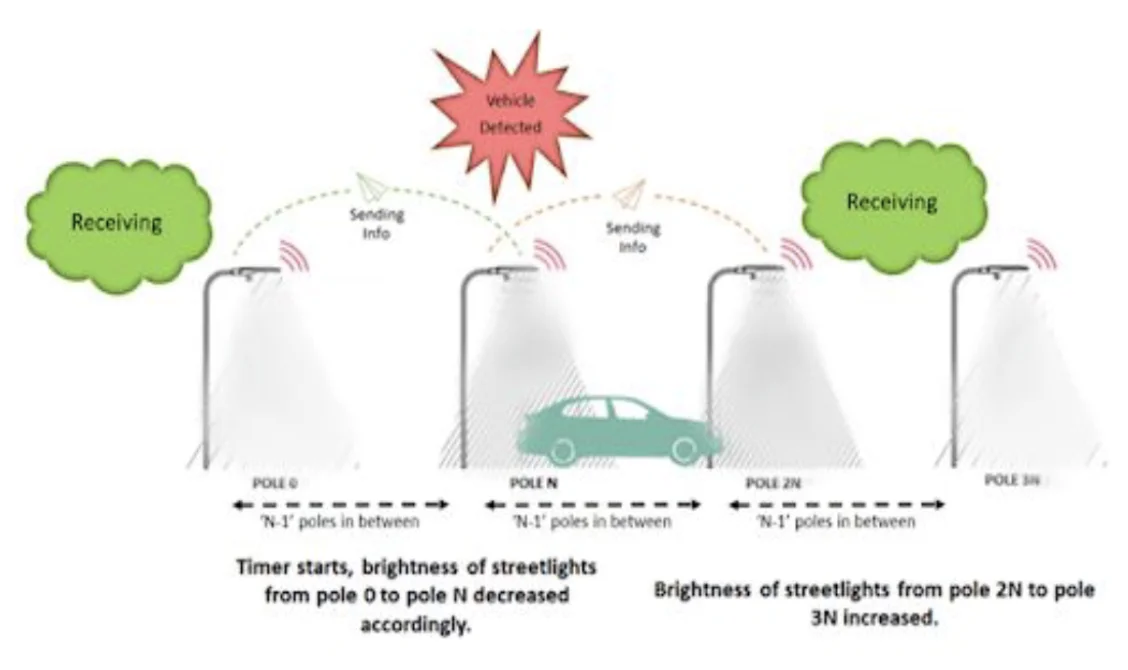 Vehicle
Detected
Receiving
Receiving
Sending
Info
Sending
Info
POLE 0
POLE N
POLE 2N
POLE 3N
'N-1' poles in between
'N-1' poles in between
'N-1' poles in between
Timer starts, brightness of streetlights
from pole 0 to pole N decreased
accordingly.
Brightness of streetlights from pole 2N to pole
3N increased.